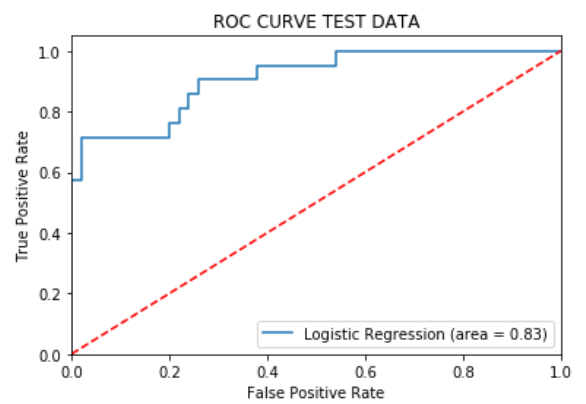 ROC CURVE TEST DATA
1.0
0.8
0.6
0.4
0.2
0.0
True Positive Rate
Logistic Regression (area = 0.83)
0.0 0.2 0.4 0.6 0.8 1.0
False Positive Rate